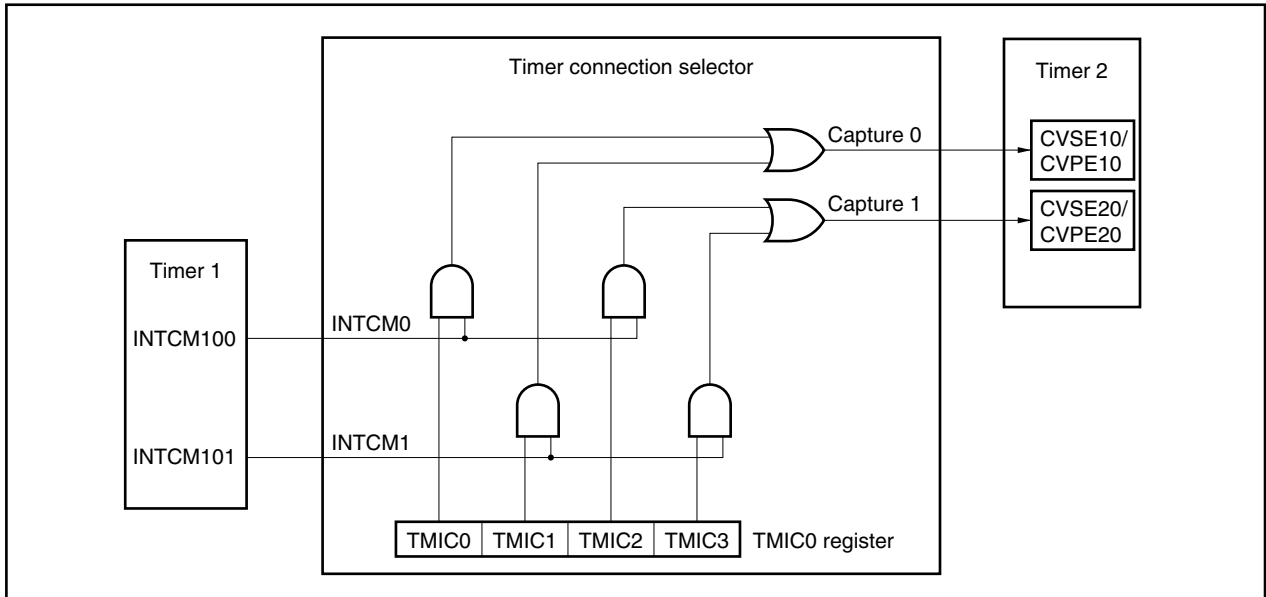 Timer connection selector
Timer 2
Capture 0
CVSE10/
CVPE10
Capture 1
CVSE20/
CVPE20
Timer 1
INTCM100
INTCM0
INTCM101
INTCM1
TMIC0 TMIC1 TMIC2 TMIC3 TMIC0 register